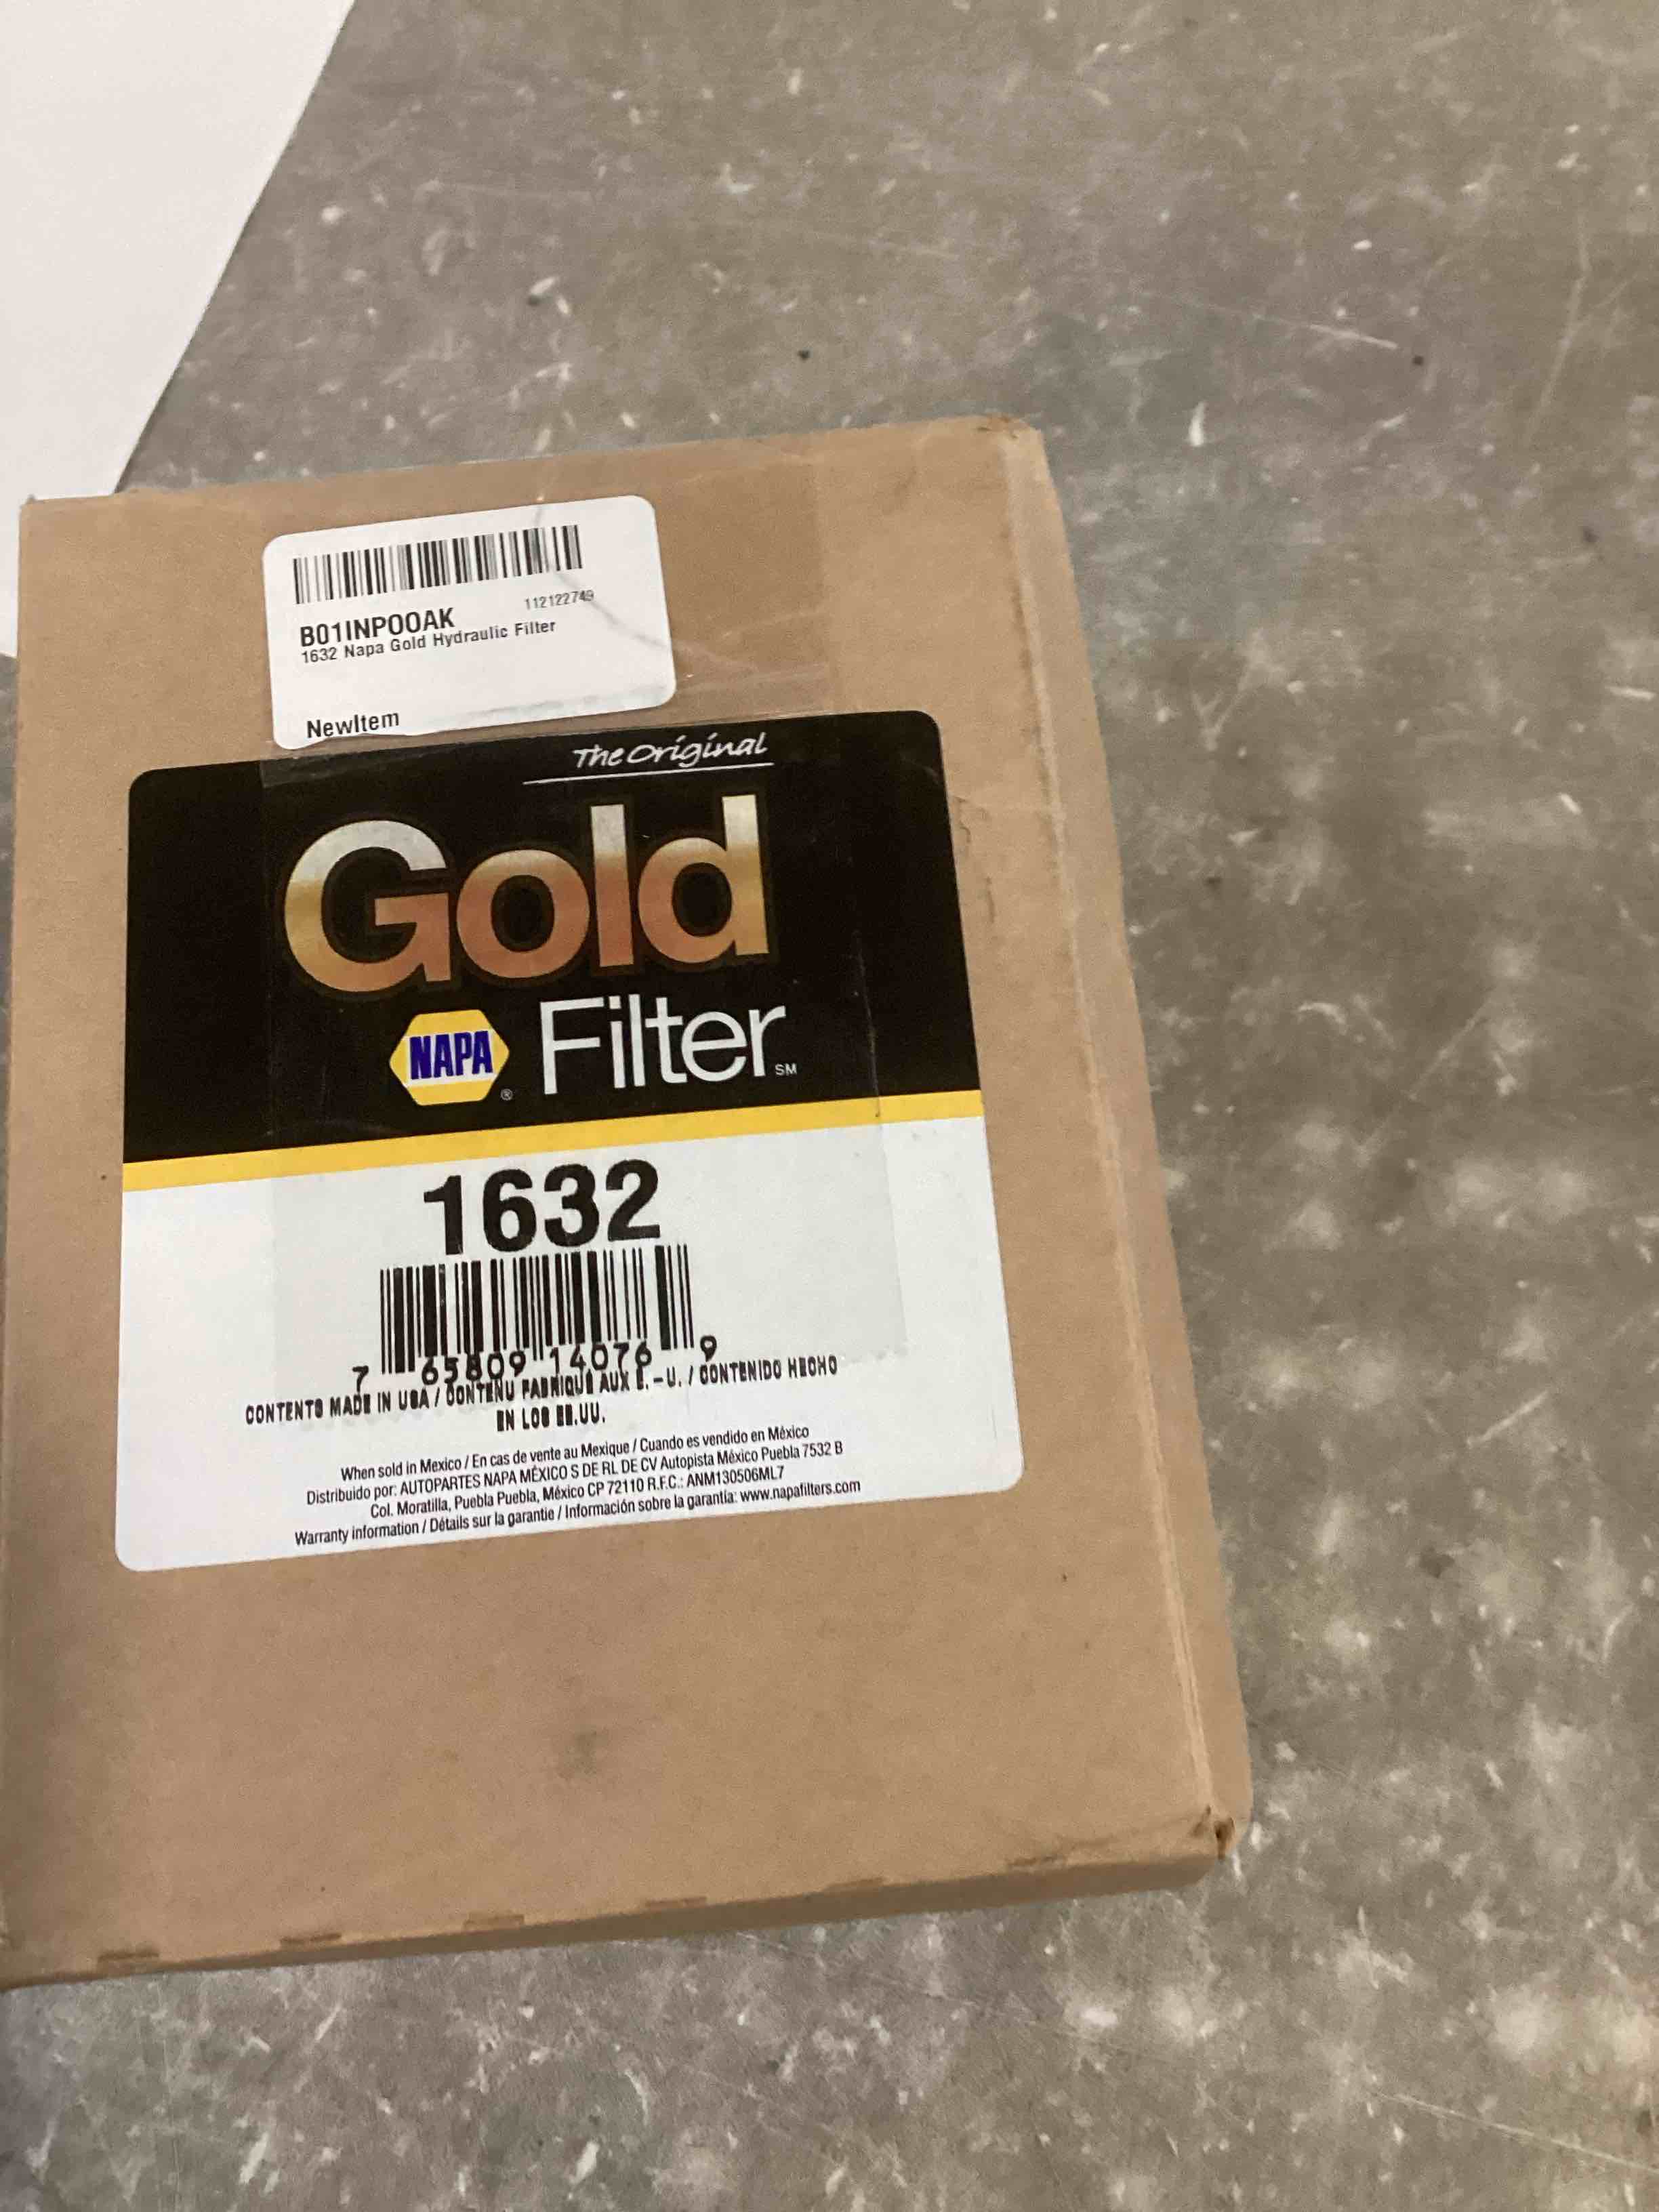 112122749
B01INPOOAK
1632 Napa Gold Hydraulic Filter
NewItem
The Original
Gold
NAPA® Filter SM
1632
7 65809 14076 9
CONTENTS MADE IN USA / CONTENU FABRIQUÉ AUX É.-U. / CONTENIDO HECHO
EN LOS EE.UU.
When sold in Mexico / En cas de vente au Mexique / Cuando es vendido en México
Distribuido por: AUTOPARTES NAPA MÉXICO S DE RL DE CV Autopista México Puebla 7532 B
Col. Moratilla, Puebla Puebla, México CP 72110 R.F.C.: ANM130506ML7
Warranty information / Détails sur la garantie / Información sobre la garantía: www.napafilters.com